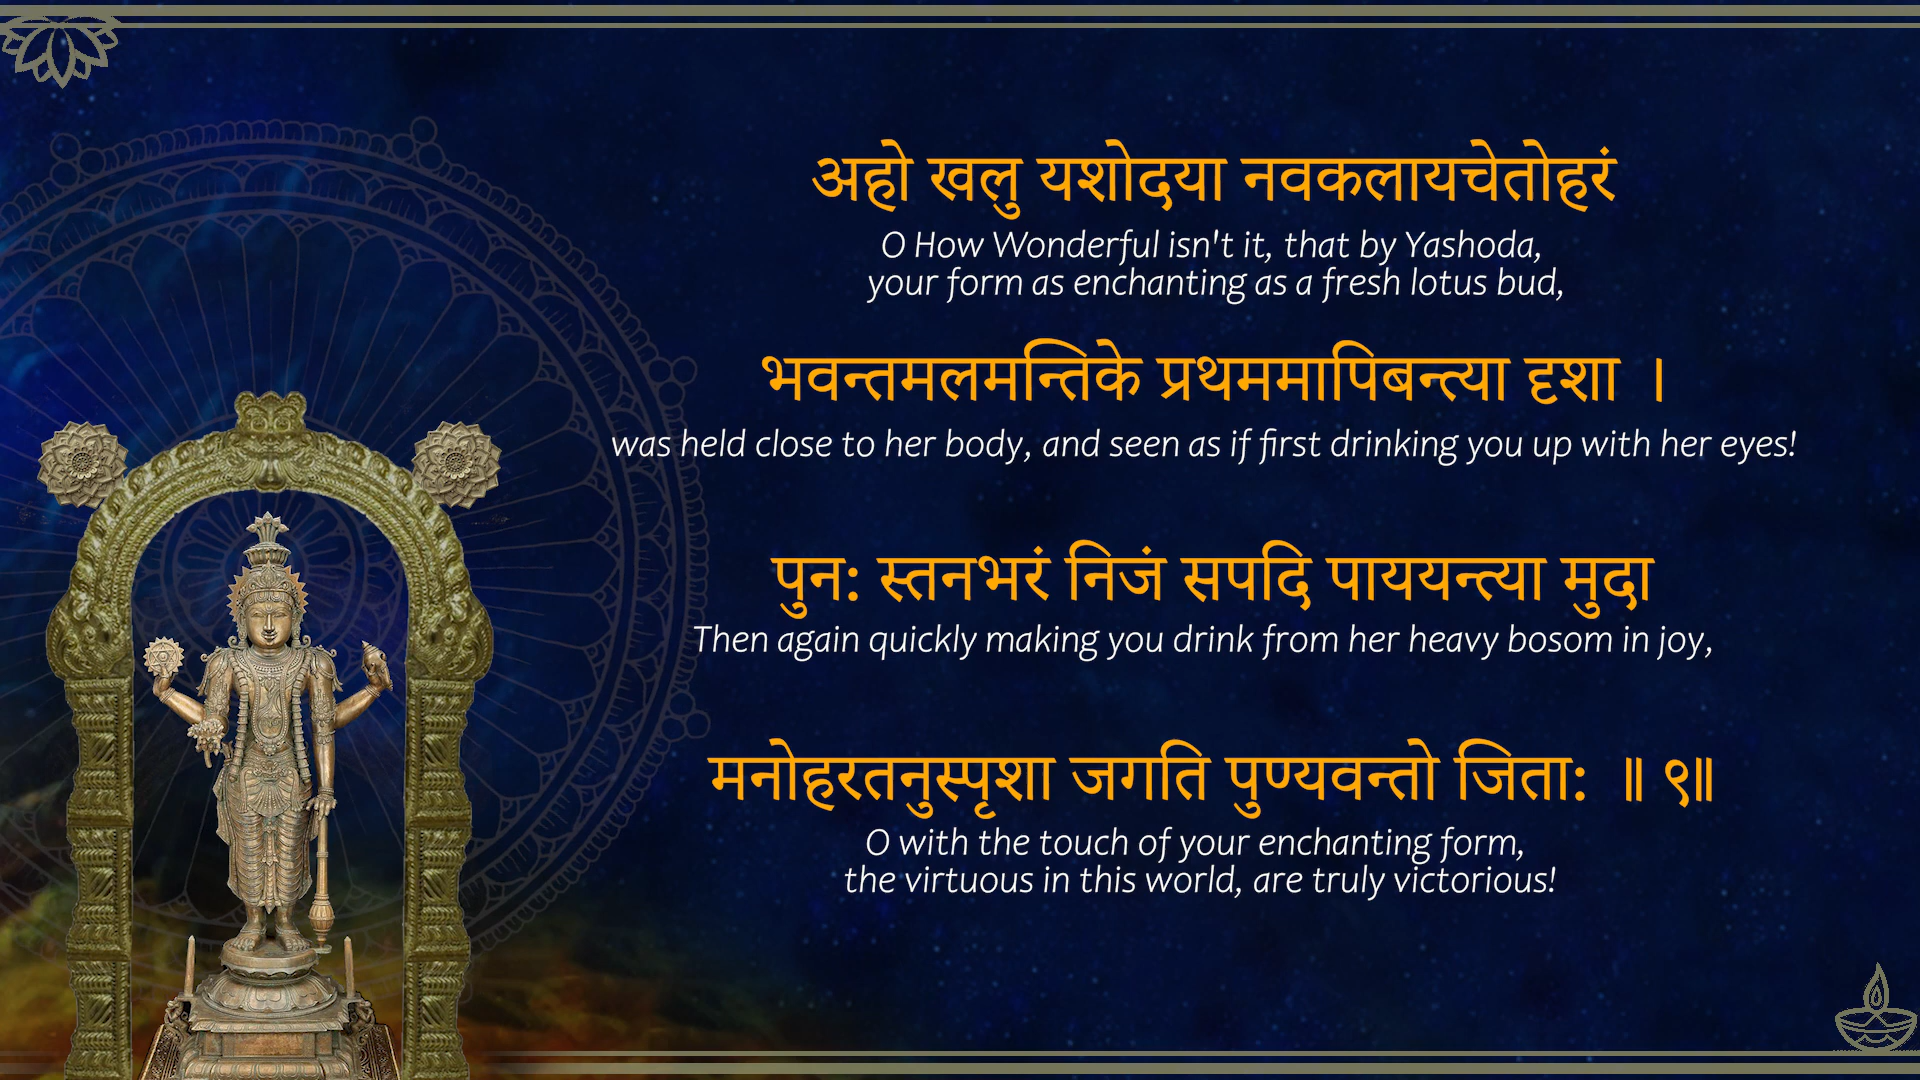 अहो खलु यशोदया नवकलायचेतोहरं
O How Wonderful isn't it, that by Yashoda,
your form as enchanting as a fresh lotus bud,
भवन्तमलमन्तिके प्रथममापिबन्त्या दृशा ।
was held close to her body, and seen as if first drinking you up with her eyes!
पुन: स्तनभरं निजं सपदि पाययन्त्या मुदा
Then again quickly making you drink from her heavy bosom in joy,
मनोहरतनुस्पृशा जगति पुण्यवन्तो जिता: ॥ ९॥
O with the touch of your enchanting form,
the virtuous in this world, are truly victorious!